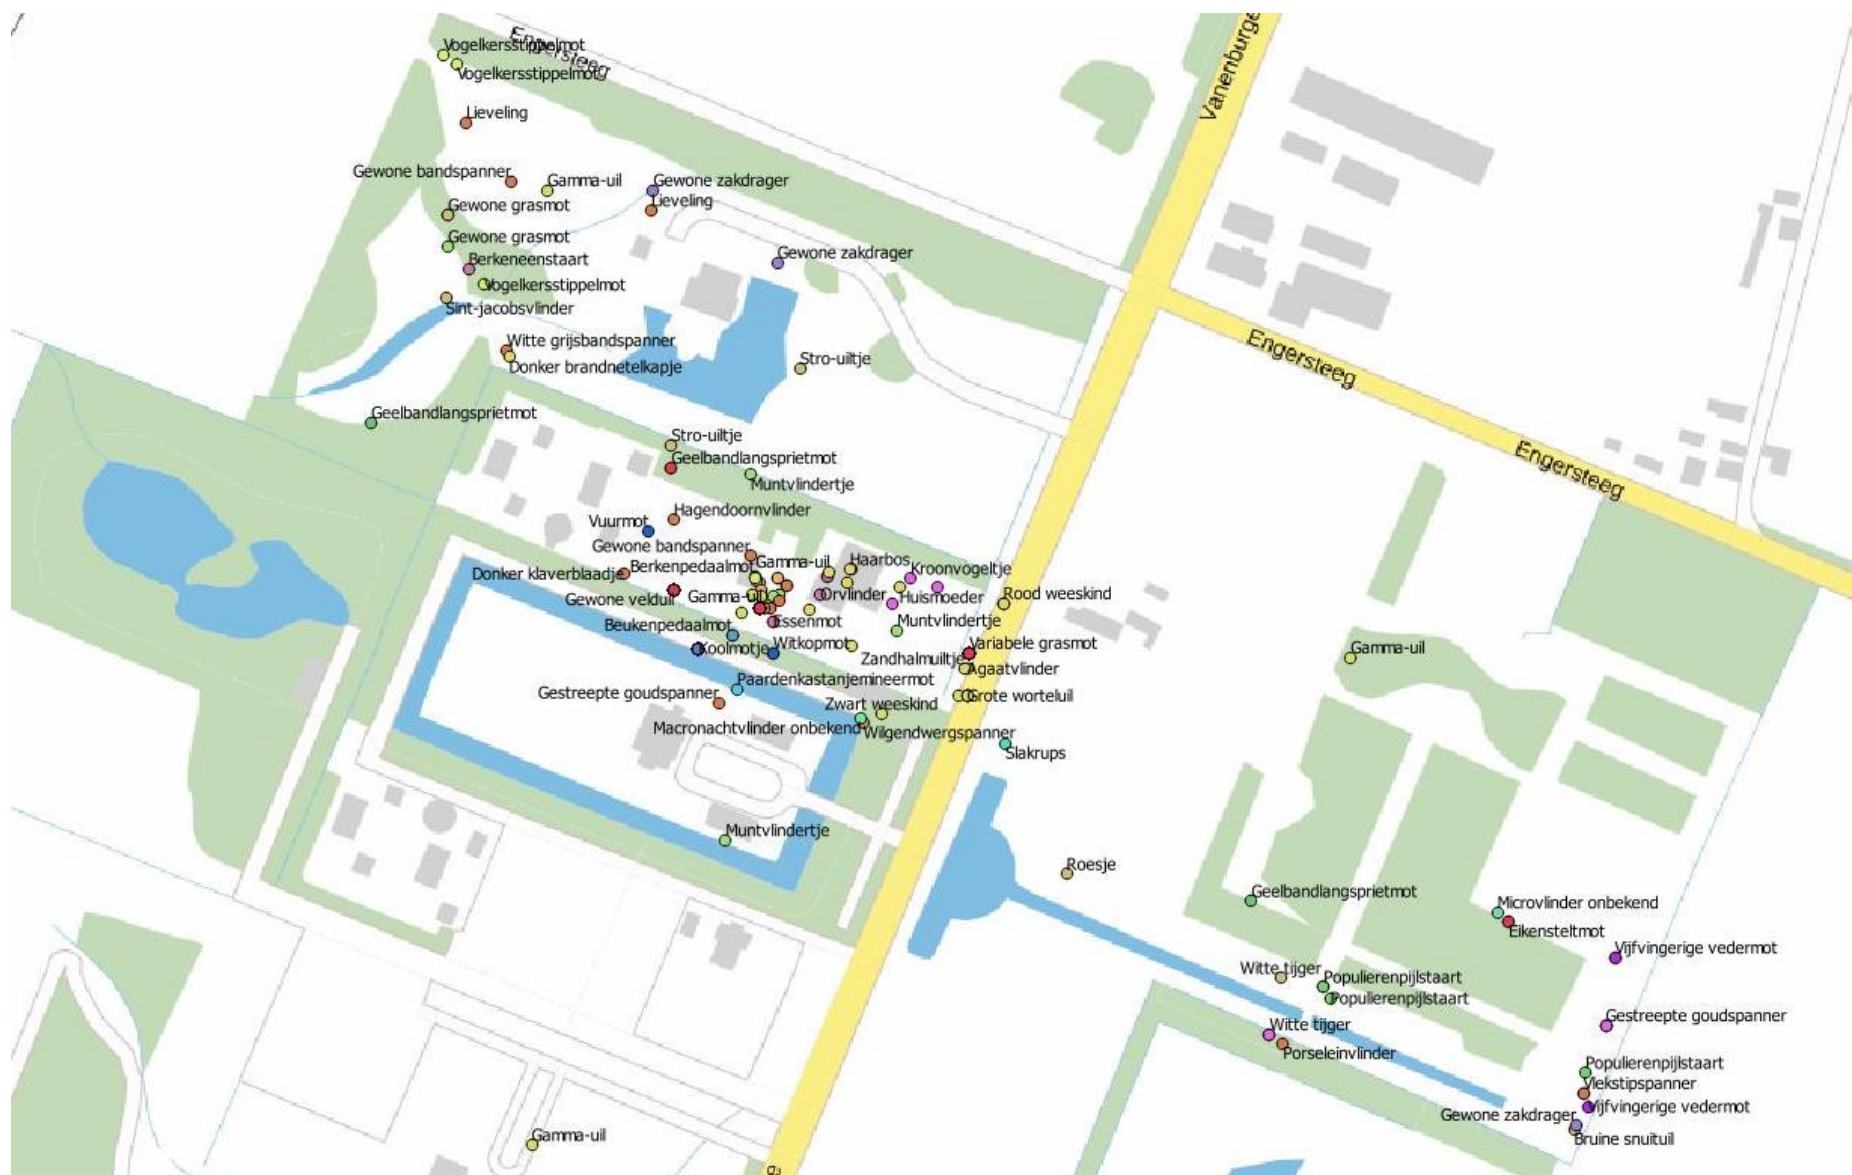 Engersteeg
Vanenburge
Vogelkersstippelmot
Vogelkersstippelmot
Lieveling
Gewone bandspanner
Gamma-uil
Gewone zakdrager
Lieveling
Gewone grasmot
Gewone grasmot
Gewone zakdrager
Berkeneenstaart
Vogelkersstippelmot
Sint-jacobsvlinder
Witte grijsbandspanner
Donker brandnetelkapje
Stro-uiltje
Engersteeg
Geelbandlangsprietmot
Stro-uiltje
Geelbandlangsprietmot
Muntvlindertje
Engersteeg
Hagendoornvlinder
Vuurmot
Gewone bandspanner
Berkenpedaalmot
Gamma-uil
Haarbos
Kroonvogeltje
Donker klaverblaadje
Gewone velduil
Gamma-uil
Orvlinder
Huismoeder
Rood weeskind
Essenmot
Muntvlindertje
Beukenpedaalmot
Koolmotje
Witkopmot
Zandhalmuiltje
Variabele grasmot
Agaatvlinder
Gamma-uil
Paardenkastanjemineermot
Gestreepte goudspanner
Grote worteluil
Zwart weeskind
Macronachtvlinder onbekend
Wilgendwergspanner
Slakrups
Muntvlindertje
Roesje
Geelbandlangsprietmot
Microvlinder onbekend
Eikensteltmot
Vijfvingerige vedermot
Witte tijger
Populierenpijlstaart
Populierenpijlstaart
Gestreepte goudspanner
Witte tijger
Porseleinvlinder
Populierenpijlstaart
Vlekstipspanner
Vijfvingerige vedermot
Gewone zakdrager
Bruine snuituil
Gamma-uil